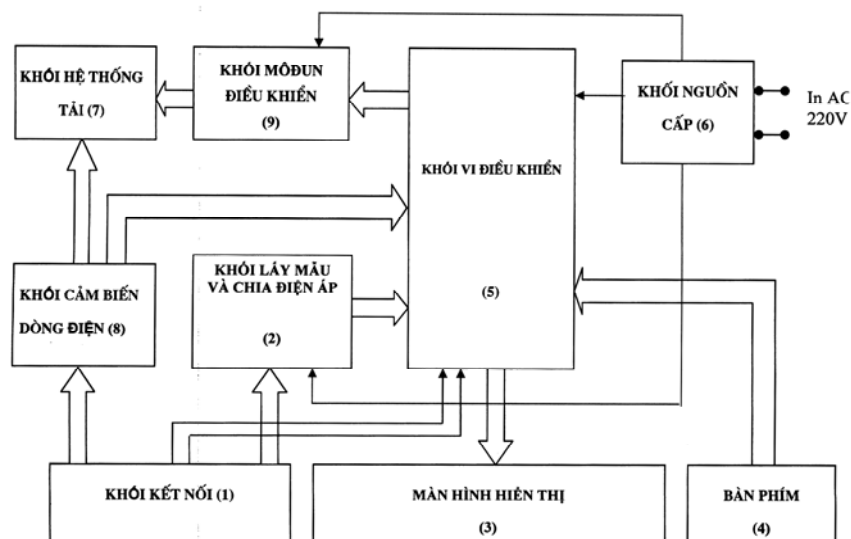 KHỐI HỆ THỐNG
TẢI (7)
KHỐI MÔĐUN
ĐIỀU KHIỂN
(9)
KHỐI VI ĐIỀU KHIỂN
(5)
KHỐI NGUỒN
CẤP (6)
In AC
220V
KHỐI CẢM BIẾN
DÒNG ĐIỆN (8)
KHỐI LẤY MẪU
VÀ CHIA ĐIỆN ÁP
(2)
KHỐI KẾT NỐI (1)
MÀN HÌNH HIỂN THỊ
(3)
BÀN PHÍM
(4)